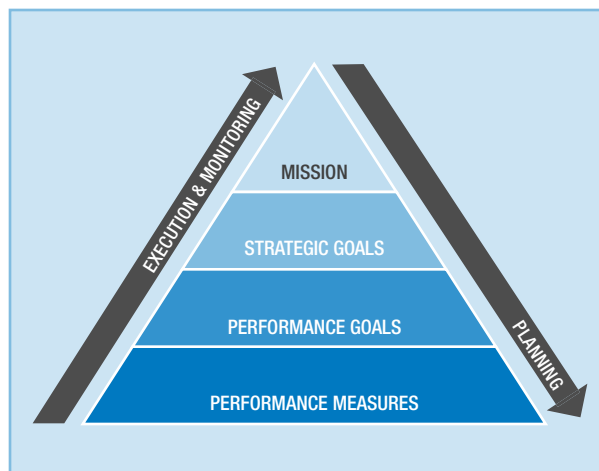 EXECUTION & MONITORING
MISSION
STRATEGIC GOALS
PERFORMANCE GOALS
PERFORMANCE MEASURES
PLANNING